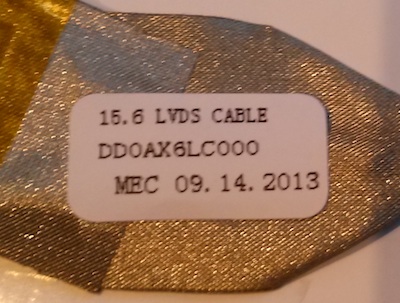 15.6 LVDS CABLE
DD0AX6LC000
MEC 09.14.2013